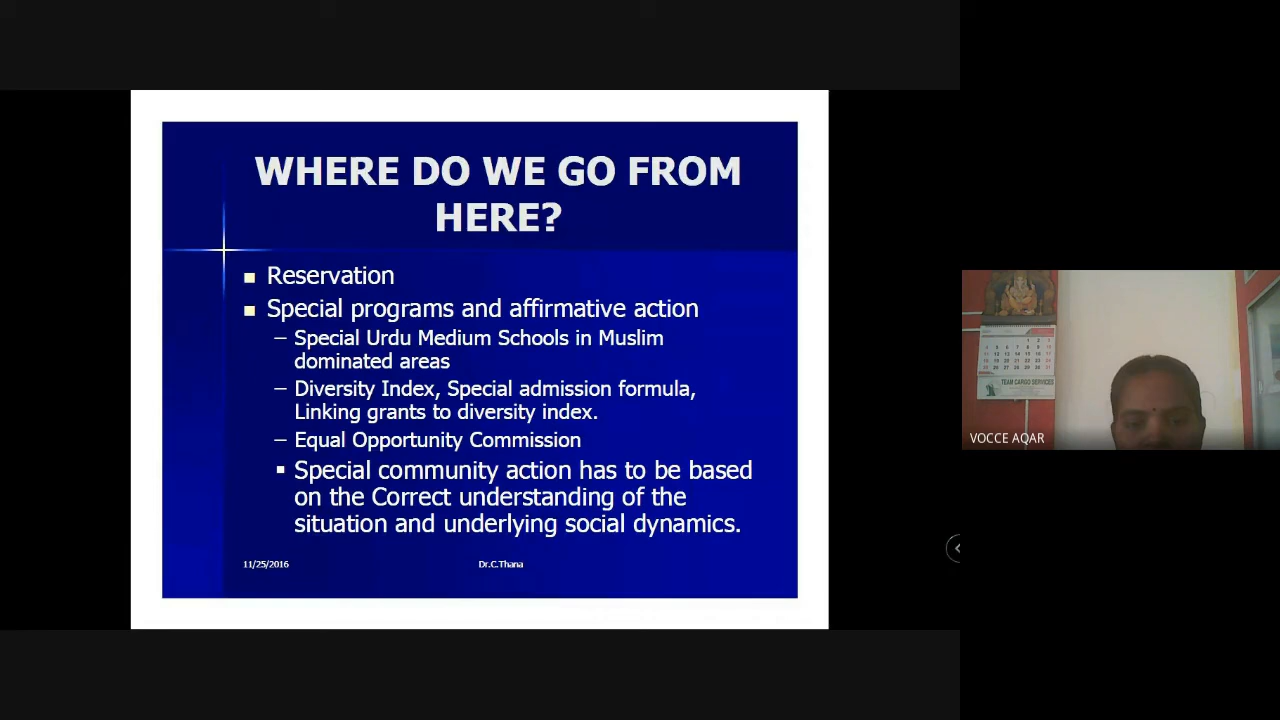 WHERE DO WE GO FROM
HERE?
Reservation
Special programs and affirmative action
– Special Urdu Medium Schools in Muslim
dominated areas
– Diversity Index, Special admission formula,
Linking grants to diversity index.
– Equal Opportunity Commission
Special community action has to be based
on the Correct understanding of the
situation and underlying social dynamics.
11/25/2016
Dr.C.Thana
TEAM CARGO SERVICES
VOCCE AQAR